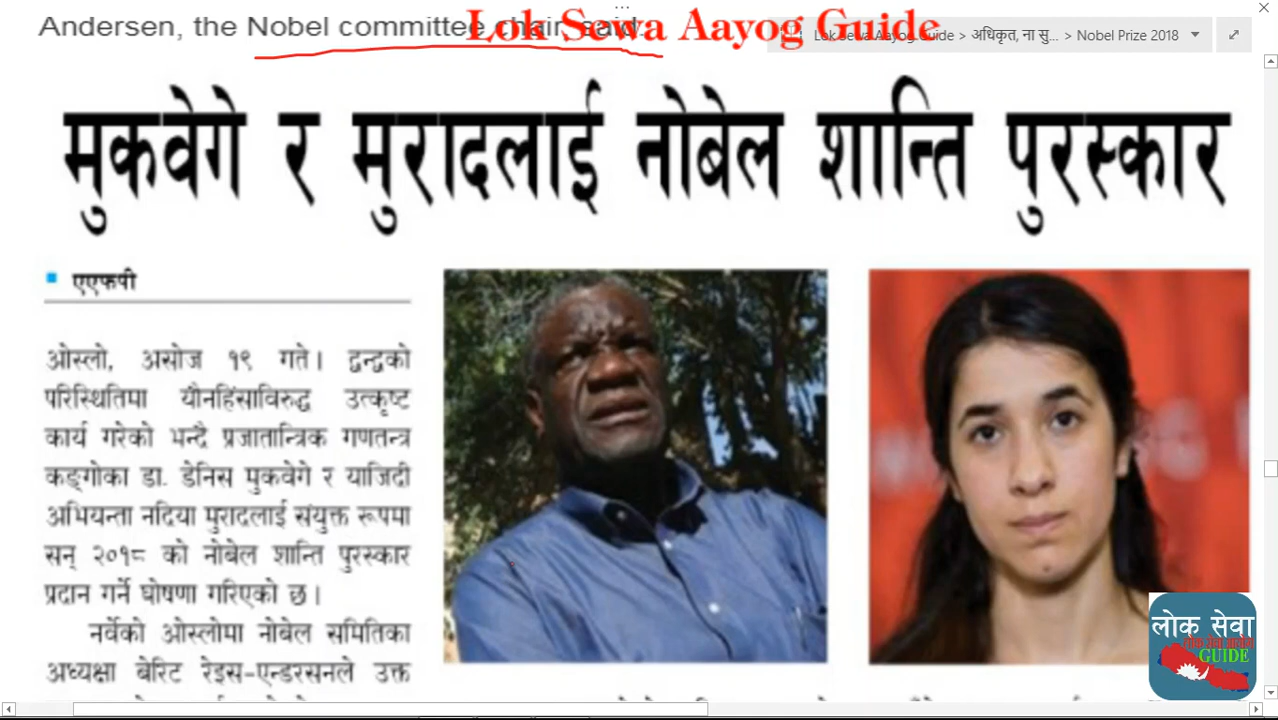 Andersen, the Nobel committee chair, said:
Lok Sewa Aayog Guide
Lok Sewa Aayog Guide > अधिकृत, ना सु... > Nobel Prize 2018
मुकवेगे र मुरादलाई नोबेल शान्ति पुरस्कार
एएफपी
ओस्लो, असोज १९ गते। द्वन्द्वको
परिस्थितिमा यौनहिंसाविरुद्ध उत्कृष्ट
कार्य गरेको भन्दै प्रजातान्त्रिक गणतन्त्र
कङ्गोका डा. डेनिस मुकवेगे र याजिदी
अभियन्ता नदिया मुरादलाई संयुक्त रूपमा
सन् २०१८ को नोबेल शान्ति पुरस्कार
प्रदान गर्ने घोषणा गरिएको छ।
नर्वेको ओस्लोमा नोबेल समितिका
अध्यक्षा बेरिट रेइस-एन्डरसनले उक्त
लोक सेवा
लोक सेवा आयोग
GUIDE